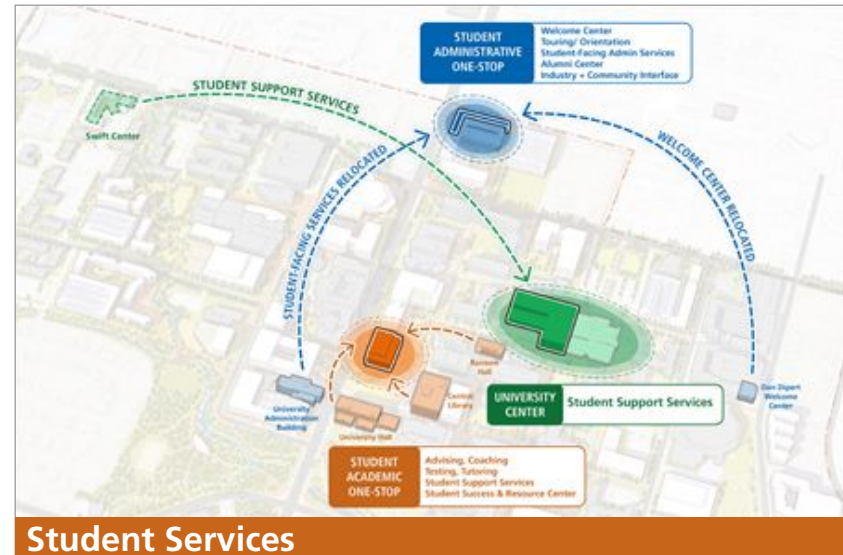 STUDENT
ADMINISTRATIVE
ONE-STOP
Welcome Center
Touring/ Orientation
Student-Facing Admin Services
Alumni Center
Industry + Community Interface
STUDENT SUPPORT SERVICES
Swift Center
STUDENT-FACING SERVICES RELOCATED
WELCOME CENTER RELOCATED
Ransom
Hall
Central
Library
University
Administration
Building
University Hall
UNIVERSITY
CENTER
Student Support Services
Dan Dipert
Welcome
Center
STUDENT
ACADEMIC
ONE-STOP
Advising, Coaching
Testing, Tutoring
Student Support Services
Student Success & Resource Center
Student Services